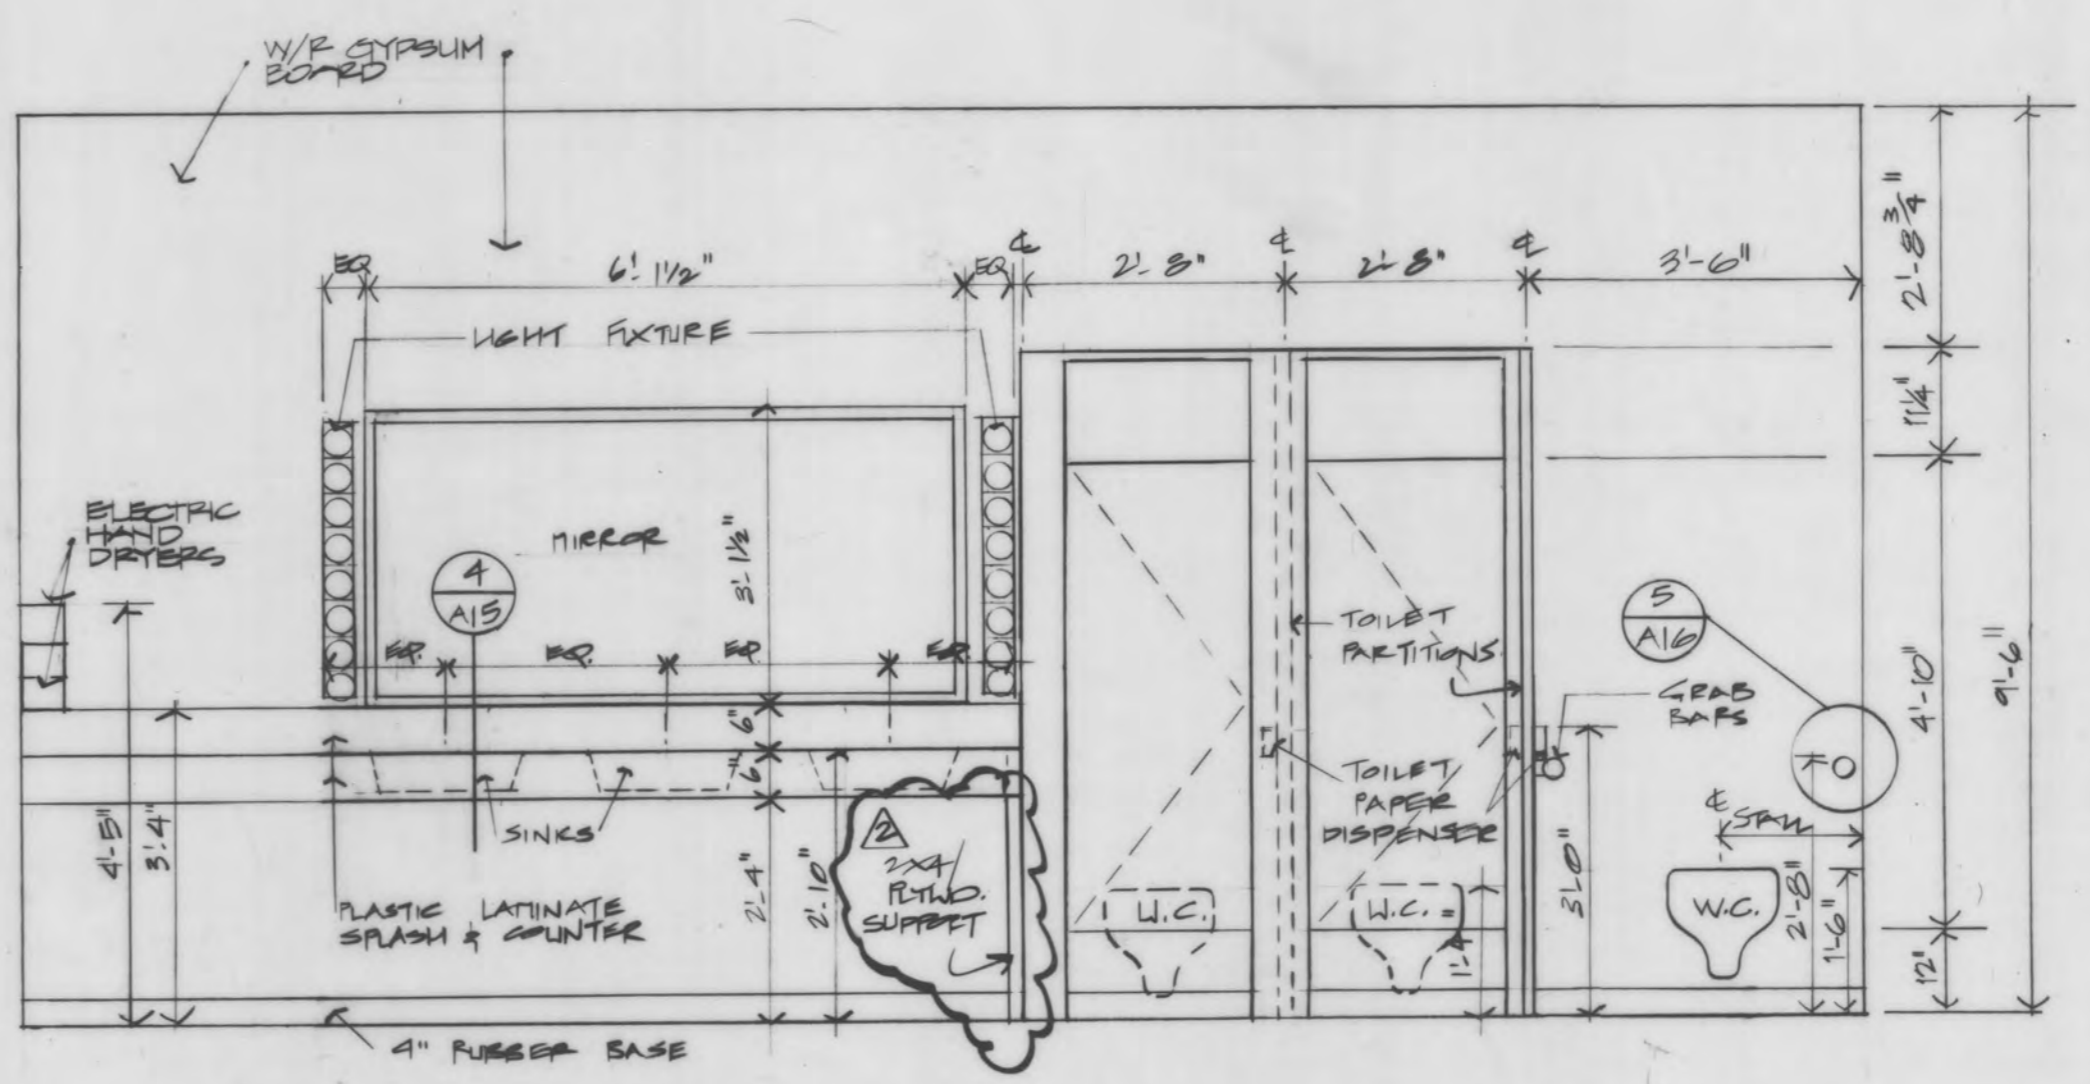 W/R GYPSUM
BOARD
EQ
6'-1 1/2"
EQ
℄
2'-8"
℄
2'-8"
℄
3'-6"
2'-8 3/4"
LIGHT FIXTURE
11 1/4"
ELECTRIC
HAND
DRYERS
MIRROR
3'-1 1/2"
4
A15
EQ.
EQ.
EQ.
EQ.
TOILET
PARTITIONS
5
A16
4'-10"
9'-6"
GRAB
BARS
6"
6"
TOILET
PAPER
DISPENSER
SINKS
4'-5"
3'-4"
2'-4"
2'-10"
2
2x4/
PLYWD.
SUPPORT
PLASTIC LAMINATE
SPLASH & COUNTER
W.C.
W.C.
1'-4"
3'-0"
℄ STALL
W.C.
2'-8"
1'-6"
12"
4" RUBBER BASE